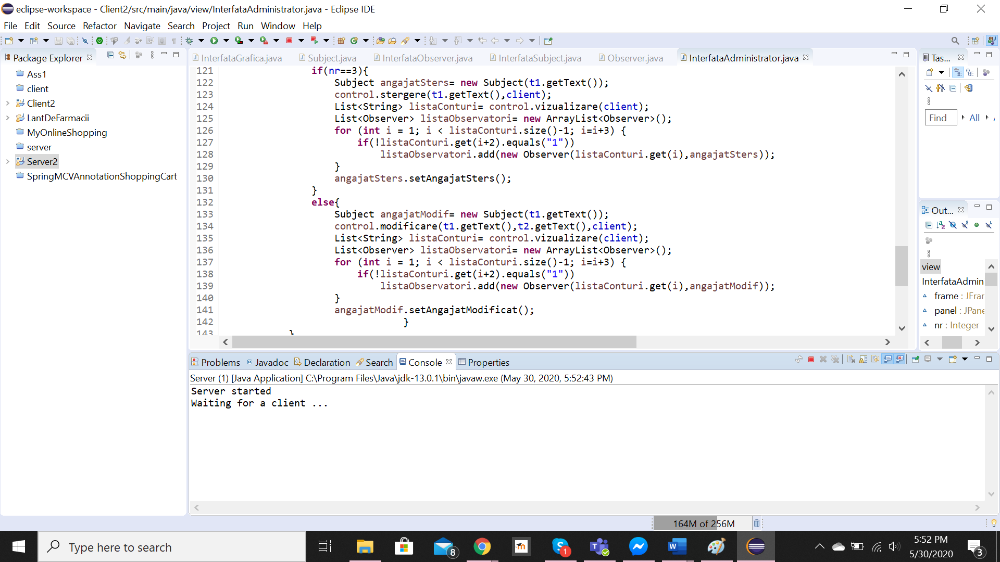 eclipse-workspace - Client2/src/main/java/view/InterfataAdministrator.java - Eclipse IDE
File Edit Source Refactor Navigate Search Project Run Window Help
Package Explorer
Ass1
client
Client2
LantDeFarmacii
MyOnlineShopping
server
Server2
SpringMCVAnnotationShoppingCart
InterfataGrafica.java Subject.java InterfataObserver.java InterfataSubject.java Observer.java InterfataAdministrator.java
121 if(nr==3){
122 Subject angajatSters= new Subject(t1.getText());
123 control.stergere(t1.getText(),client);
124 List<String> listaConturi= control.vizualizare(client);
125 List<Observer> listaObservatori= new ArrayList<Observer>();
126 for (int i = 1; i < listaConturi.size()-1; i=i+3) {
127 if(!listaConturi.get(i+2).equals("1"))
128 listaObservatori.add(new Observer(listaConturi.get(i),angajatSters));
129 }
130 angajatSters.setAngajatSters();
131 }
132 else{
133 Subject angajatModif= new Subject(t1.getText());
134 control.modificare(t1.getText(),t2.getText(),client);
135 List<String> listaConturi= control.vizualizare(client);
136 List<Observer> listaObservatori= new ArrayList<Observer>();
137 for (int i = 1; i < listaConturi.size()-1; i=i+3) {
138 if(!listaConturi.get(i+2).equals("1"))
139 listaObservatori.add(new Observer(listaConturi.get(i),angajatModif));
140 }
141 angajatModif.setAngajatModificat();
142 }
143 }
Tas...
Find All
Out...
view
InterfataAdmin
frame : JFrar
panel : JPane
nr : Integer
Problems @ Javadoc Declaration Search Console Properties
Server (1) [Java Application] C:\Program Files\Java\jdk-13.0.1\bin\javaw.exe (May 30, 2020, 5:52:43 PM)
Server started
Waiting for a client ...
164M of 256M
Type here to search
8
1
5:52 PM
5/30/2020
3